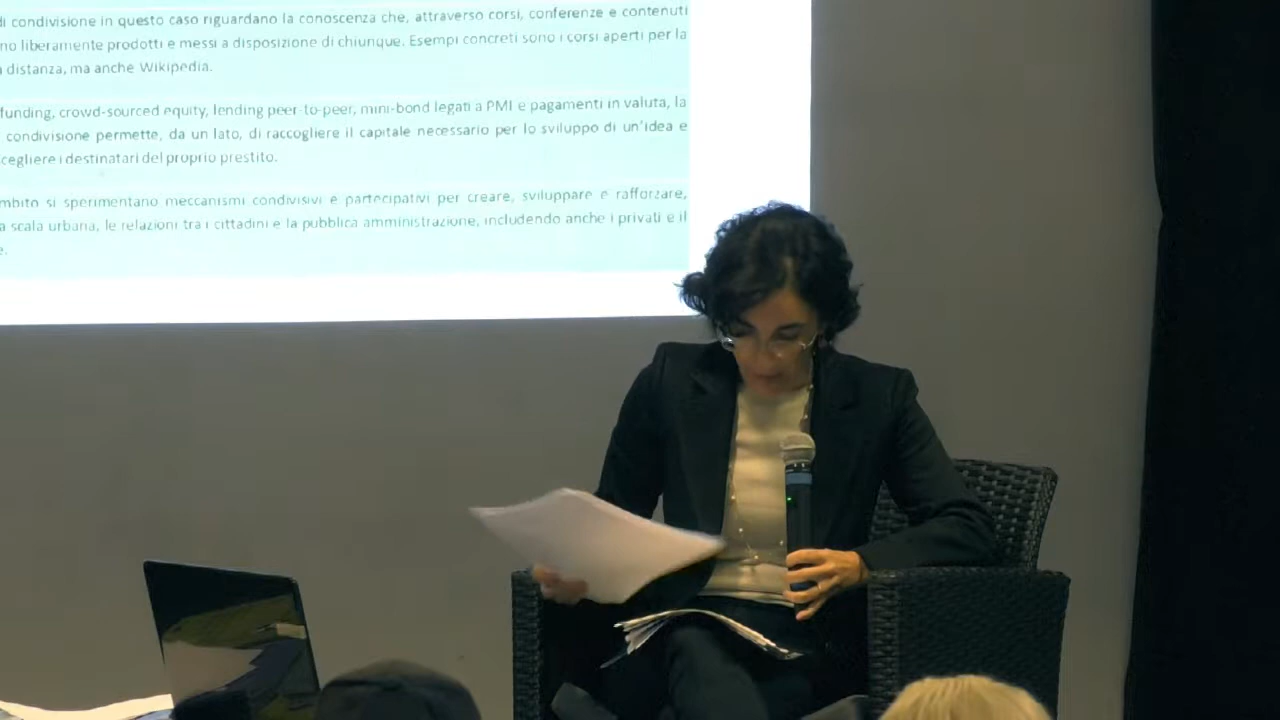 di condivisione in questo caso riguardano la conoscenza che, attraverso corsi, conferenze e contenuti
no liberamente prodotti e messi a disposizione di chiunque. Esempi concreti sono i corsi aperti per la
a distanza, ma anche Wikipedia.
funding, crowd-sourced equity, lending peer-to-peer, mini-bond legati a PMI e pagamenti in valuta, la
condivisione permette, da un lato, di raccogliere il capitale necessario per lo sviluppo di un'idea e
cegliere i destinatari del proprio prestito.
mbito si sperimentano meccanismi condivisivi e partecipativi per creare, sviluppare e rafforzare,
a scala urbana, le relazioni tra i cittadini e la pubblica amministrazione, includendo anche i privati e il
e.